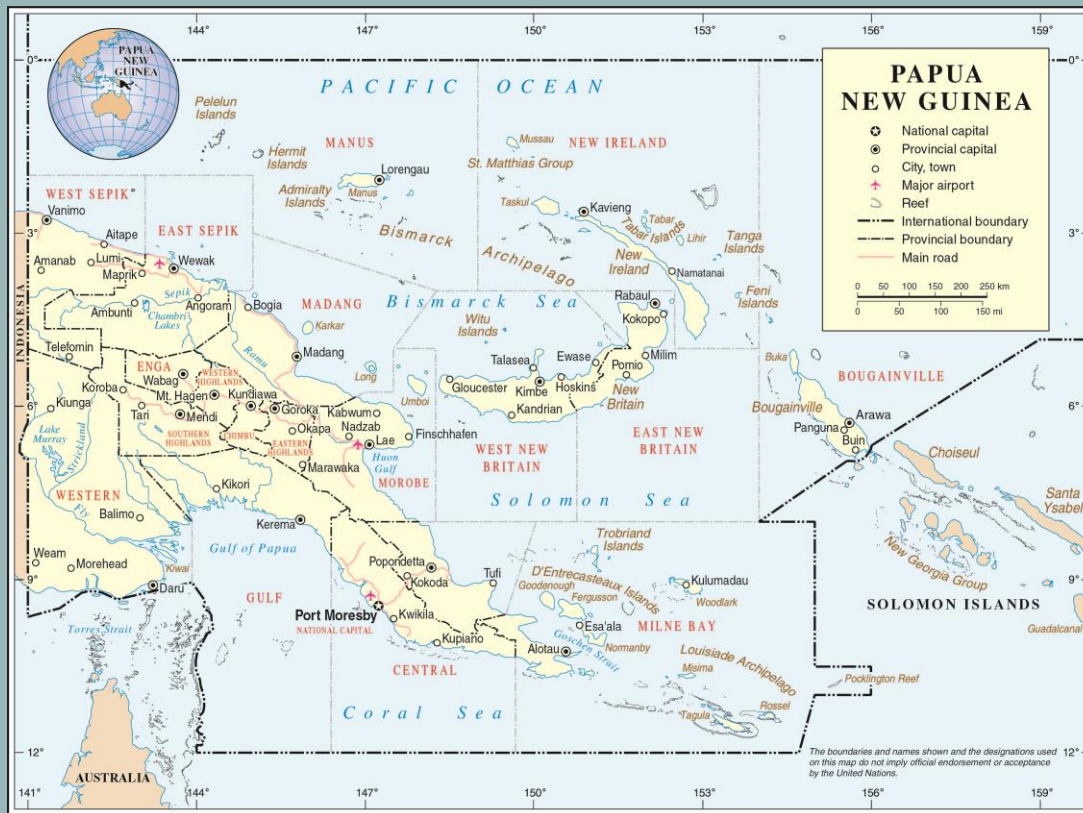 144°
147°
150°
153°
156°
159°
PAPUA
NEW
GUINEA
0°
0°
PACIFIC OCEAN
PAPUA
NEW GUINEA
National capital
Provincial capital
City, town
Major airport
Reef
International boundary
Provincial boundary
Main road
0 50 100 150 200 250 km
0 50 100 150 mi
Pelelun
Islands
Hermit
Islands
MANUS
Lorengau
Manus
Admiralty
Islands
Mussau
NEW IRELAND
St. Matthias Group
Taskul
Kavieng
Tabar
Tabar Islands
Lihir
Tanga
Islands
New
Ireland
Namatanai
Feni
Islands
WEST SEPIK
Vanimo
3°
3°
EAST SEPIK
Aitape
Amanab
Lumi
Maprik
Wewak
Bismarck
Archipelago
Sepik
Ambunti
Angoram
Chambri
Lakes
Bogia
MADANG
Karkar
Bismarck Sea
Witu
Islands
Rabaul
Kokopo
INDONESIA
Telefomin
ENGA
Wabag
WESTERN
HIGHLANDS
Ramu
Madang
Long
Umboi
Talasea
Ewase
Pomio
Milim
Gloucester
Kimbe
Hoskins
Kandrian
New
Britain
Buka
BOUGAINVILLE
Bougainville
Arawa
Panguna
Buin
Koroba
Mt. Hagen
Kundiawa
Kiunga
Tari
Mendi
Goroka
Kabwum
6°
6°
Okapa
Nadzab
Lae
Finschhafen
Lake
Murray
Strickland
SOUTHERN
HIGHLANDS
CHIMBU
EASTERN
HIGHLANDS
Huon
Gulf
Marawaka
MOROBE
WEST NEW
BRITAIN
EAST NEW
BRITAIN
Solomon Sea
Choiseul
Santa
Ysabel
WESTERN
Kikori
Fly
Balimo
Kerema
Gulf of Papua
Trobriand
Islands
New Georgia Group
Weam
Morehead
Kiwai
9°
9°
Daru
Popondetta
Kokoda
Tufi
D'Entrecasteaux Islands
Goodenough
Fergusson
Kulumadau
Woodlark
SOLOMON ISLANDS
Guadalcanal
GULF
Port Moresby
NATIONAL CAPITAL
Kwikila
Esa'ala
MILNE BAY
Torres Strait
Kupiano
Alotau
Goschen Strait
Normanby
CENTRAL
Misima
Louisiade Archipelago
Pocklington Reef
Coral Sea
Tagula
Rossel
12°
12°
AUSTRALIA
The boundaries and names shown and the designations used
on this map do not imply official endorsement or acceptance
by the United Nations.
141°
144°
147°
150°
153°
156°
159°